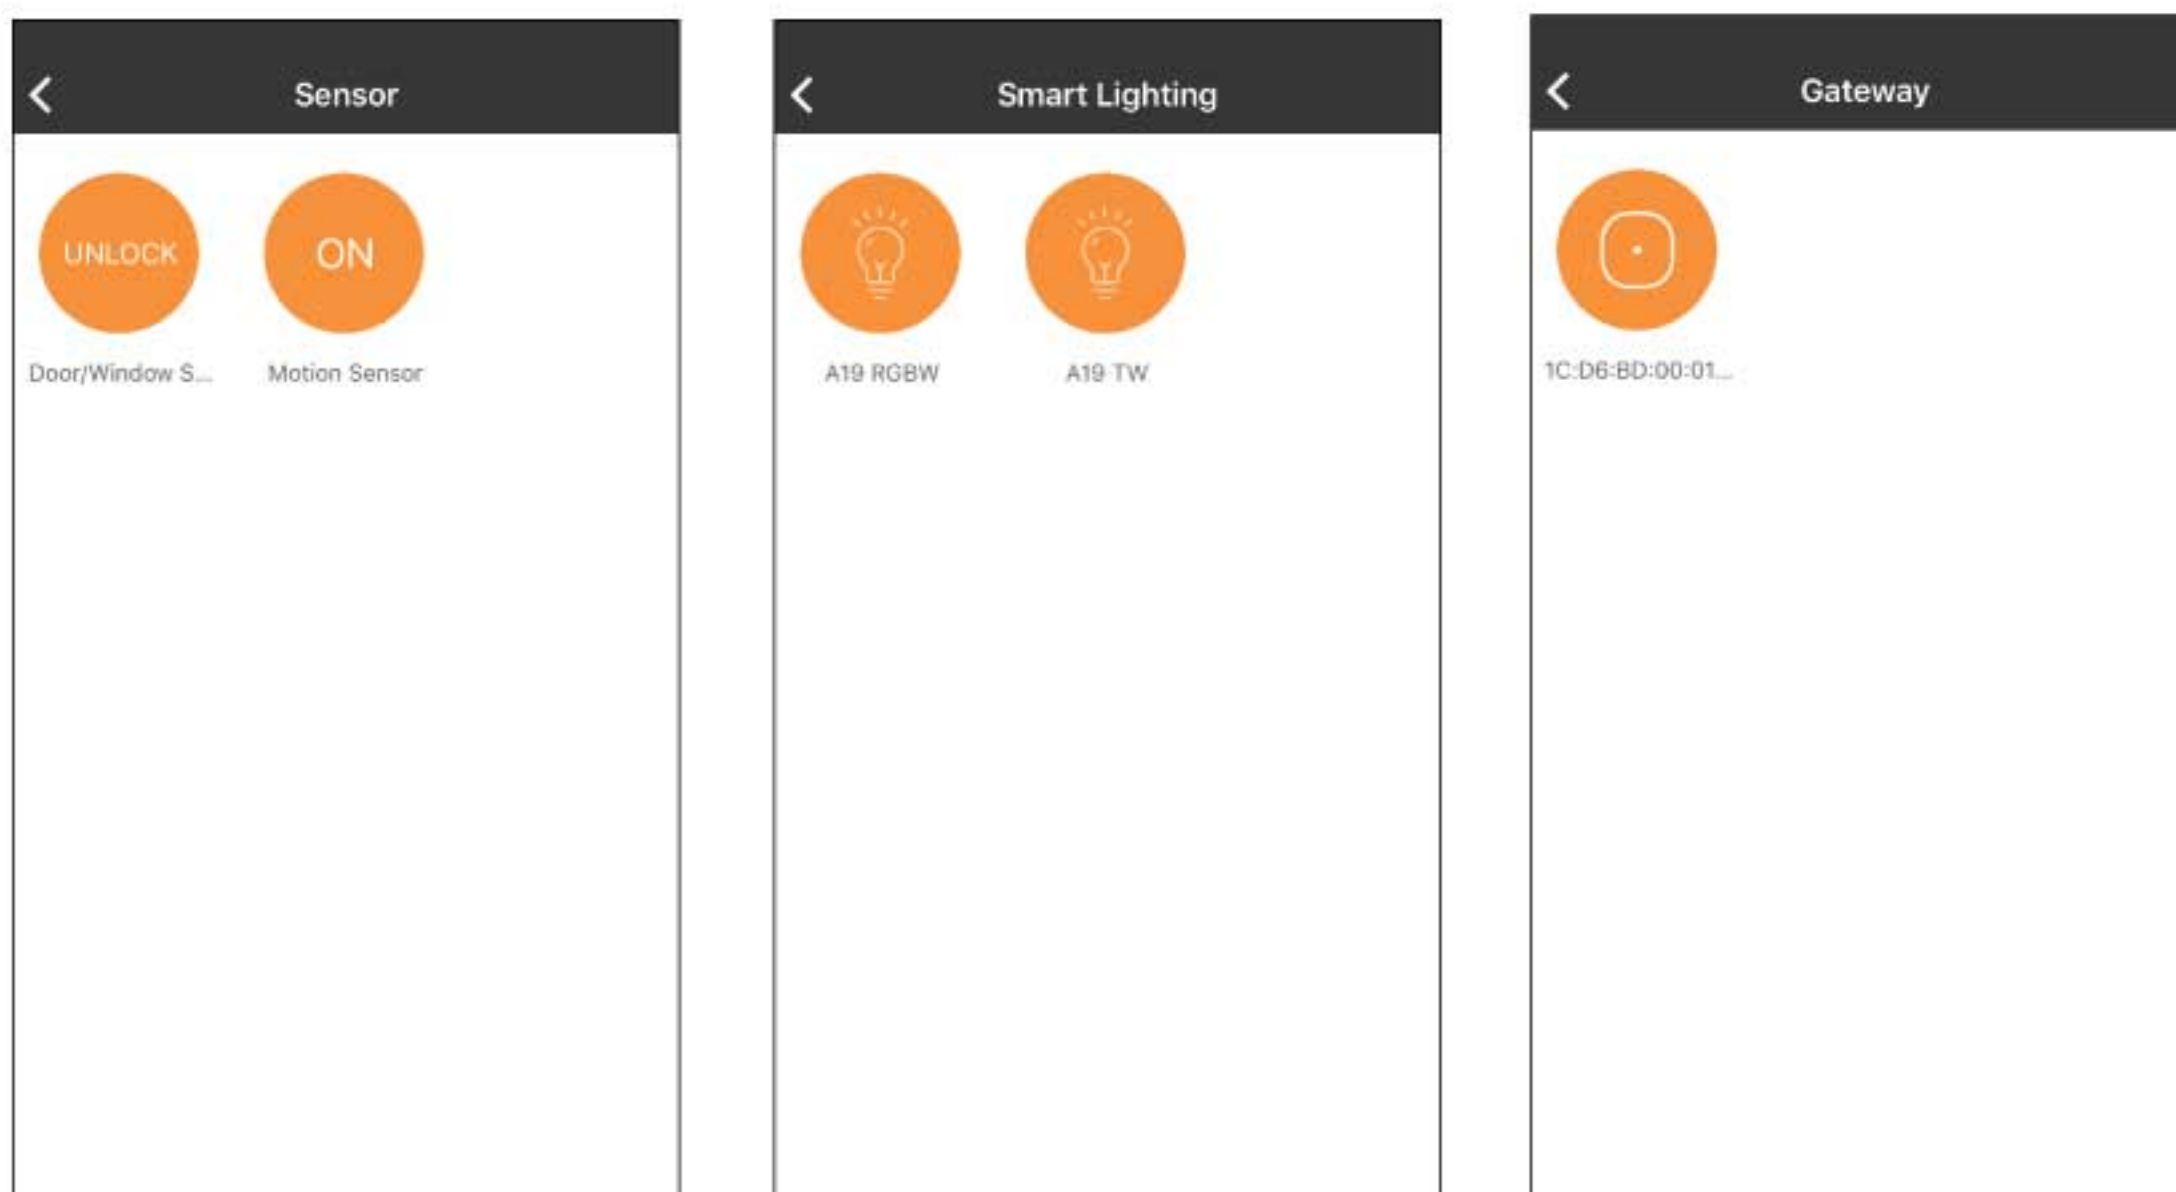 Sensor
UNLOCK
ON
Door/Window S...
Motion Sensor
Smart Lighting
A19 RGBW
A19 TW
Gateway
1C:D6:BD:00:01...